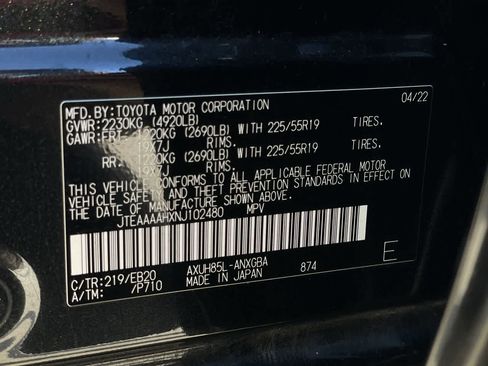 MFD.BY:TOYOTA MOTOR CORPORATION 04/22
GVWR:2230KG (4920LB)
GAWR:FRT 1220KG (2690LB) WITH 225/55R19 TIRES.
19X7J RIMS.
RR. 1220KG (2690LB) WITH 225/55R19 TIRES.
19X7J RIMS.
THIS VEHICLE CONFORMS TO ALL APPLICABLE FEDERAL MOTOR
VEHICLE SAFETY AND THEFT PREVENTION STANDARDS IN EFFECT
ON THE DATE OF MANUFACTURE SHOWN ABOVE.
JTEAAAAHXNJ102480 MPV
E
C/TR:219/EB20 AXUH85L-ANXGBA
A/TM: /P710 MADE IN JAPAN 874